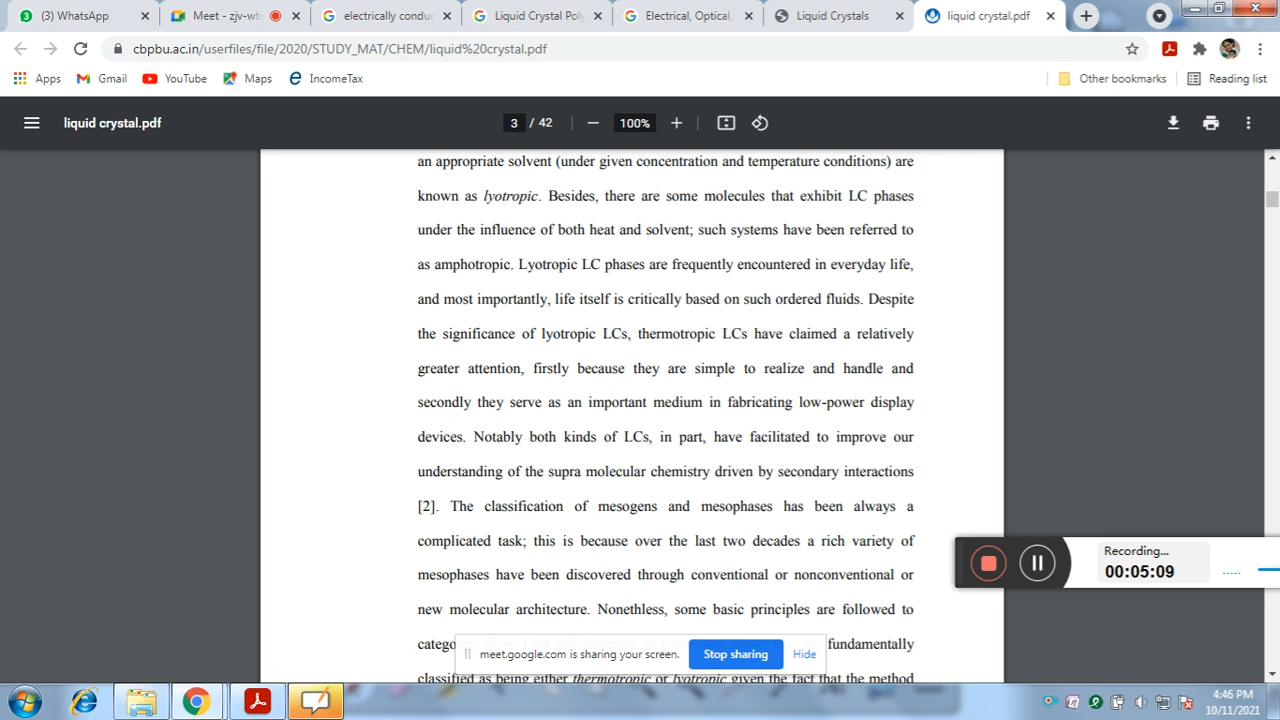 (3) WhatsApp
Meet - zjv-wti
electrically conduc
Liquid Crystal Poly
Electrical, Optical,
Liquid crystals
liquid crystal.pdf
cbpbu.ac.in/userfiles/file/2020/STUDY_MAT/CHEM/liquid%20crystal.pdf
Apps Gmail YouTube Maps IncomeTax Other bookmarks Reading list
liquid crystal.pdf 3 / 42 100%
an appropriate solvent (under given concentration and temperature conditions) are
known as lyotropic. Besides, there are some molecules that exhibit LC phases
under the influence of both heat and solvent; such systems have been referred to
as amphotropic. Lyotropic LC phases are frequently encountered in everyday life,
and most importantly, life itself is critically based on such ordered fluids. Despite
the significance of lyotropic LCs, thermotropic LCs have claimed a relatively
greater attention, firstly because they are simple to realize and handle and
secondly they serve as an important medium in fabricating low-power display
devices. Notably both kinds of LCs, in part, have facilitated to improve our
understanding of the supra molecular chemistry driven by secondary interactions
[2]. The classification of mesogens and mesophases has been always a
complicated task; this is because over the last two decades a rich variety of
mesophases have been discovered through conventional or nonconventional or
new molecular architecture. Nonethless, some basic principles are followed to
catego fundamentally
classified as being either thermotropic or lyotropic given the fact that the method
Recording...
00:05:09
meet.google.com is sharing your screen. Stop sharing Hide
4:46 PM
10/11/2021